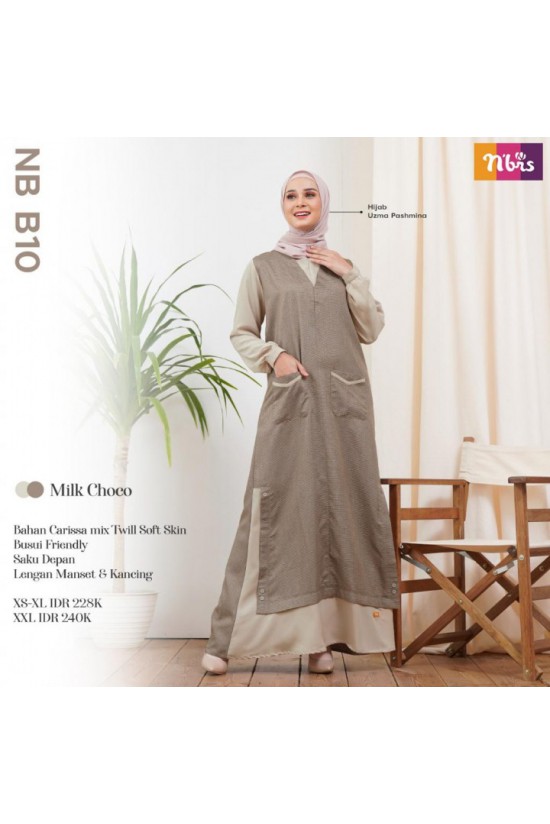 NB B10
N'brs
Hijab
Uzma Pashmina
Milk Choco
Bahan Carissa mix Twill Soft Skin
Busui Friendly
Saku Depan
Lengan Manset & Kancing
XS-XL IDR 228K
XXL IDR 240K